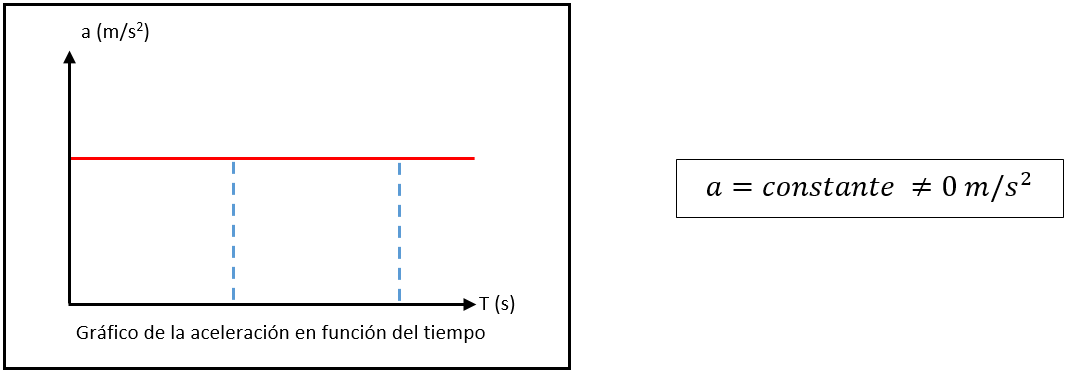 a (m/s²)
T (s)
Gráfico de la aceleración en función del tiempo
a = constante ≠ 0 m/s²